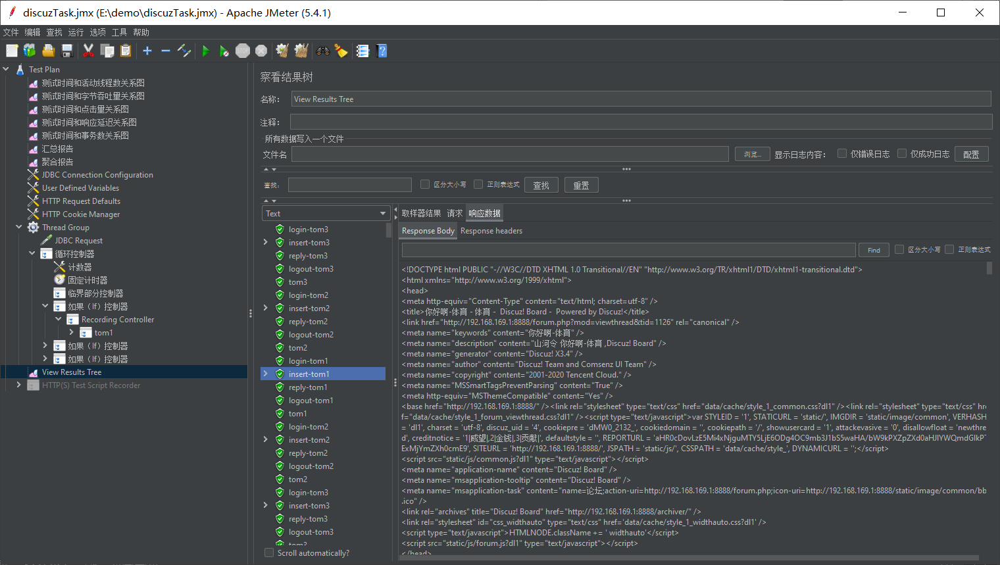 discuzTask.jmx (E:\demo\discuzTask.jmx) - Apache JMeter (5.4.1)
文件 编辑 查找 运行 选项 工具 帮助
Test Plan
测试时间和活动线程数关系图
测试时间和字节吞吐量关系图
测试时间和点击量关系图
测试时间和响应延迟关系图
测试时间和事务数关系图
汇总报告
聚合报告
JDBC Connection Configuration
User Defined Variables
HTTP Request Defaults
HTTP Cookie Manager
Thread Group
JDBC Request
循环控制器
计数器
固定计时器
临界部分控制器
如果（If）控制器
Recording Controller
tom1
如果（If）控制器
如果（If）控制器
View Results Tree
HTTP(S) Test Script Recorder
察看结果树
名称： View Results Tree
注释：
所有数据写入一个文件
文件名 浏览... 显示日志内容： 仅错误日志 仅成功日志 配置
查找: 区分大小写 正则表达式 查找 重置
Text
login-tom3
insert-tom3
reply-tom3
logout-tom3
tom3
login-tom2
insert-tom2
reply-tom2
logout-tom2
tom2
login-tom1
insert-tom1
reply-tom1
logout-tom1
tom1
login-tom2
insert-tom2
reply-tom2
logout-tom2
tom2
login-tom3
insert-tom3
reply-tom3
logout-tom3
tom3
Scroll automatically?
取样器结果 请求 响应数据
Response Body Response headers
Find 区分大小写 正则表达式
<!DOCTYPE html PUBLIC "-//W3C//DTD XHTML 1.0 Transitional//EN" "http://www.w3.org/TR/xhtml1/DTD/xhtml1-transitional.dtd">
<html xmlns="http://www.w3.org/1999/xhtml">
<head>
<meta http-equiv="Content-Type" content="text/html; charset=utf-8" />
<title>你好啊-体育 - 体育 - Discuz! Board - Powered by Discuz!</title>
<link href="http://192.168.169.1:8888/forum.php?mod=viewthread&tid=1126" rel="canonical" />
<meta name="keywords" content="你好啊-体育" />
<meta name="description" content="山河令 你好啊-体育 ,Discuz! Board" />
<meta name="generator" content="Discuz! X3.4" />
<meta name="author" content="Discuz! Team and Comsenz UI Team" />
<meta name="copyright" content="2001-2020 Tencent Cloud." />
<meta name="MSSmartTagsPreventParsing" content="True" />
<meta http-equiv="MSThemeCompatible" content="Yes" />
<base href="http://192.168.169.1:8888/" /><link rel="stylesheet" type="text/css" href="data/cache/style_1_common.css?dl1" /><link rel="stylesheet" type="text/css" hre
f="data/cache/style_1_forum_viewthread.css?dl1" /><script type="text/javascript">var STYLEID = '1', STATICURL = 'static/', IMGDIR = 'static/image/common', VERHASH
= 'dl1', charset = 'utf-8', discuz_uid = '4', cookiepre = 'dMW0_2132_', cookiedomain = '', cookiepath = '/', showusercard = '1', attackevasive = '0', disallowfloat = 'newthrea
d', creditnotice = '1|威望|,2|金钱|,3|贡献|', defaultstyle = '', REPORTURL = 'aHR0cDovLzE5Mi4xNjguMTY5LjE6ODg4OC9mb3J1bS5waHA/bW9kPXZpZXd0aHJlYWQmdGlkPT
ExMjYmZXh0cmE9', SITEURL = 'http://192.168.169.1:8888/', JSPATH = 'static/js/', CSSPATH = 'data/cache/style_', DYNAMICURL = '';</script>
<script src="static/js/common.js?dl1" type="text/javascript"></script>
<meta name="application-name" content="Discuz! Board" />
<meta name="msapplication-tooltip" content="Discuz! Board" />
<meta name="msapplication-task" content="name=论坛;action-uri=http://192.168.169.1:8888/forum.php;icon-uri=http://192.168.169.1:8888/static/image/common/bb
.ico" />
<link rel="archives" title="Discuz! Board" href="http://192.168.169.1:8888/archiver/" />
<link rel="stylesheet" id="css_widthauto" type="text/css" href='data/cache/style_1_widthauto.css?dl1' />
<script type="text/javascript">HTMLNODE.className += ' widthauto'</script>
<script src="static/js/forum.js?dl1" type="text/javascript"></script>
</head>